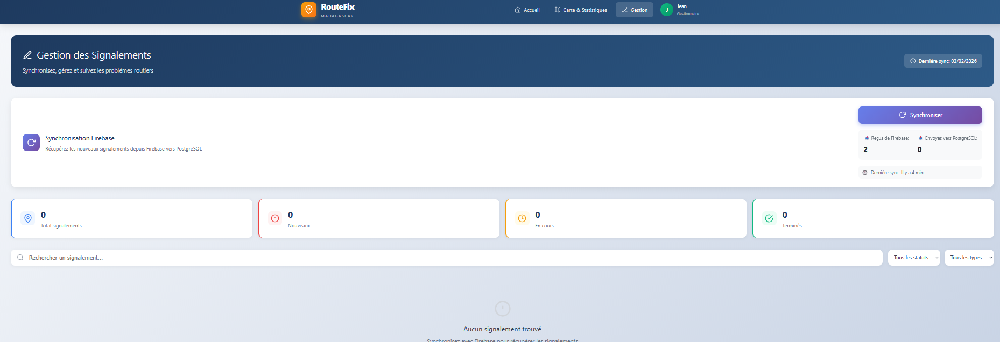 RouteFix
MADAGASCAR
Accueil
Carte & Statistiques
Gestion
J
Jean
Gestionnaire
Gestion des Signalements
Synchronisez, gérez et suivez les problèmes routiers
Dernière sync: 03/02/2026
Synchronisation Firebase
Récupérez les nouveaux signalements depuis Firebase vers PostgreSQL
Synchroniser
Reçus de Firebase:
2
Envoyés vers PostgreSQL:
0
Dernière sync: Il y a 4 min
0
Total signalements
0
Nouveaux
0
En cours
0
Terminés
Rechercher un signalement...
Tous les statuts
Tous les types
Aucun signalement trouvé
Synchronisez avec Firebase pour récupérer les signalements